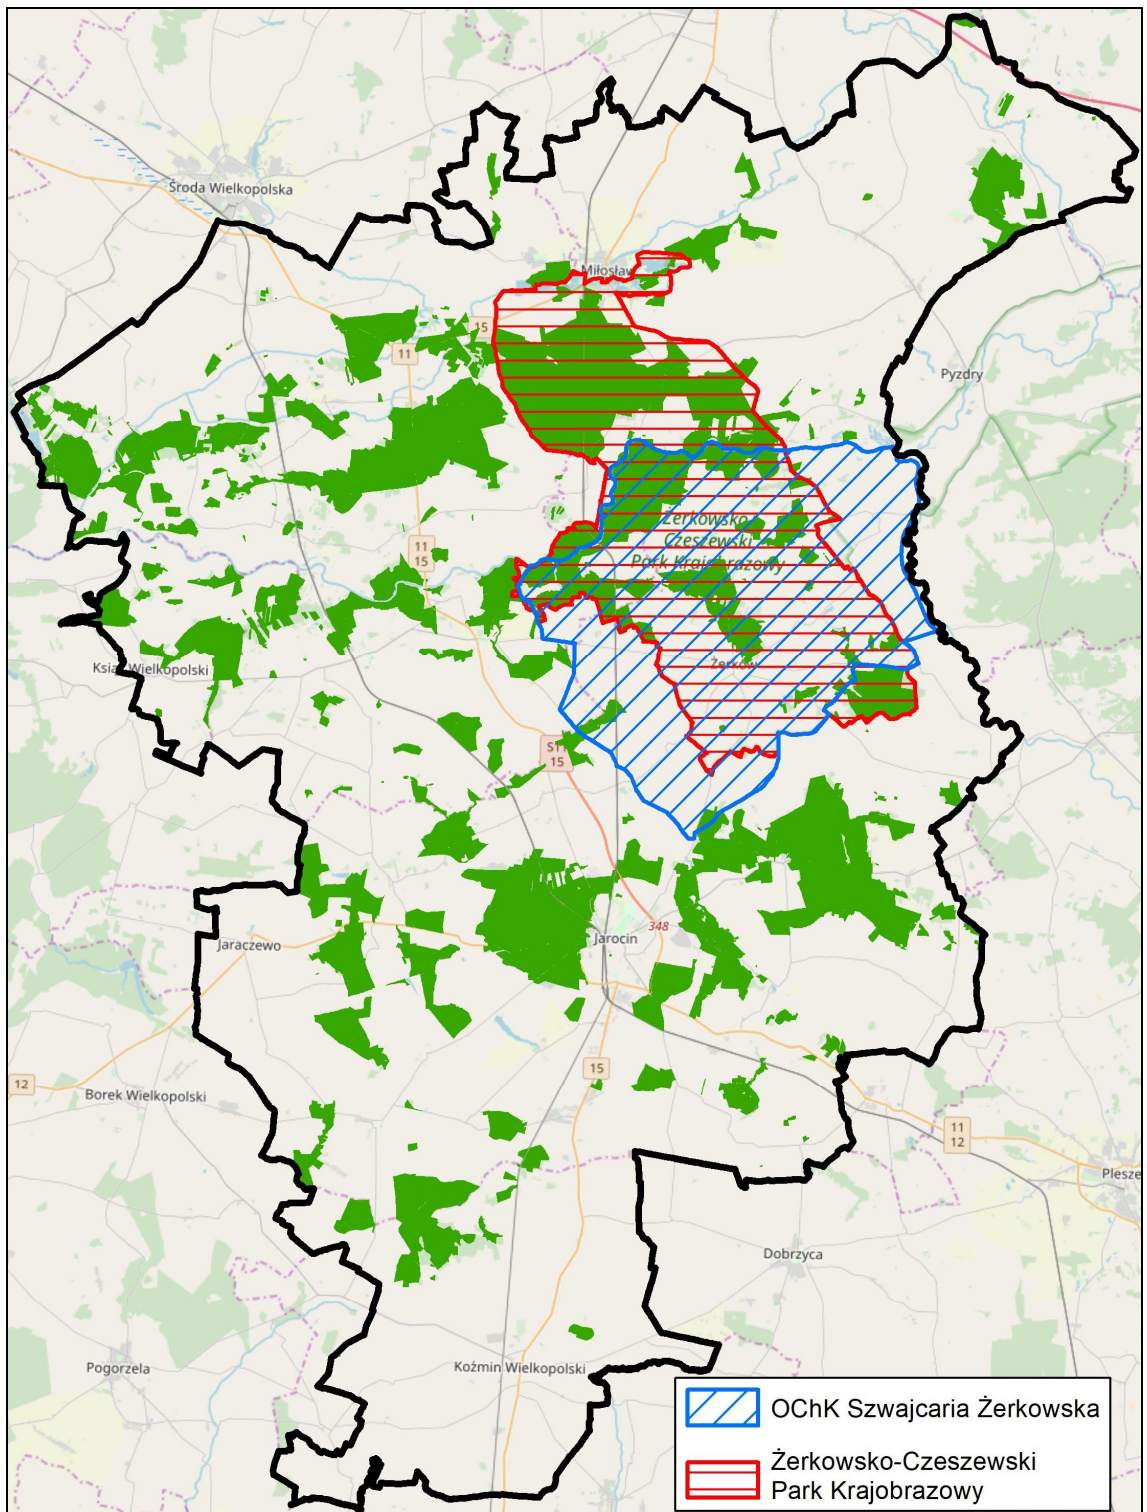 Środa Wielkopolska
Miłosław
15
11
Pyzdry
Żerkowsko-
Czeszewski
Park Krajobrazowy
11
15
Książ Wielkopolski
Żerków
S11
15
348
Jarocin
Jaraczewo
12
15
Borek Wielkopolski
11
12
Plesze
Dobrzyca
Pogorzela
Koźmin Wielkopolski
OChK Szwajcaria Żerkowska
Żerkowsko-Czeszewski
Park Krajobrazowy